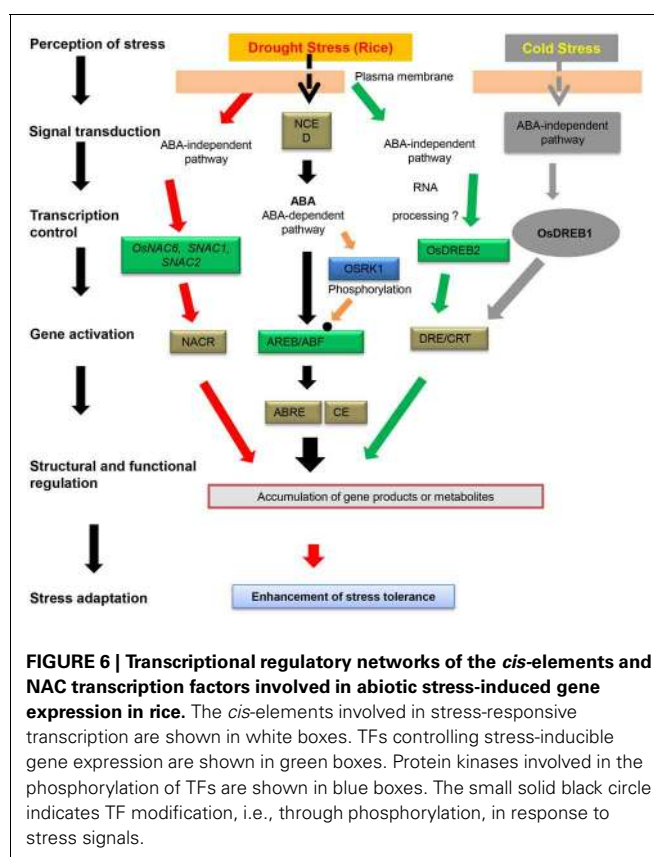 Perception of stress
Drought Stress (Rice)
Cold Stress
Plasma membrane
Signal transduction
NCE
D
ABA-independent
pathway
ABA-independent
pathway
ABA-independent
pathway
RNA
processing ?
Transcription
control
ABA
ABA-dependent
pathway
OsNAC6, SNAC1,
SNAC2
OSRK1
Phosphorylation
OsDREB2
OsDREB1
Gene activation
NACR
AREB/ABF
DRE/CRT
ABRE
CE
Structural and functional
regulation
Accumulation of gene products or metabolites
Stress adaptation
Enhancement of stress tolerance
FIGURE 6 | Transcriptional regulatory networks of the cis-elements and
NAC transcription factors involved in abiotic stress-induced gene
expression in rice. The cis-elements involved in stress-responsive
transcription are shown in white boxes. TFs controlling stress-inducible
gene expression are shown in green boxes. Protein kinases involved in the
phosphorylation of TFs are shown in blue boxes. The small solid black circle
indicates TF modification, i.e., through phosphorylation, in response to
stress signals.